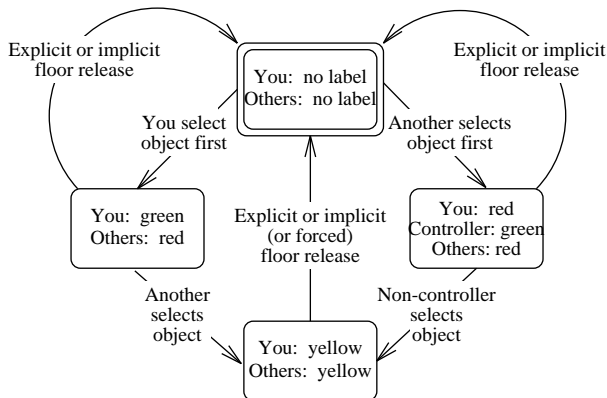 Explicit or implicit
floor release
You: no label
Others: no label
Explicit or implicit
floor release
You select
object first
Another selects
object first
You: green
Others: red
Explicit or implicit
(or forced)
floor release
You: red
Controller: green
Others: red
Another
selects
object
Non-controller
selects
object
You: yellow
Others: yellow